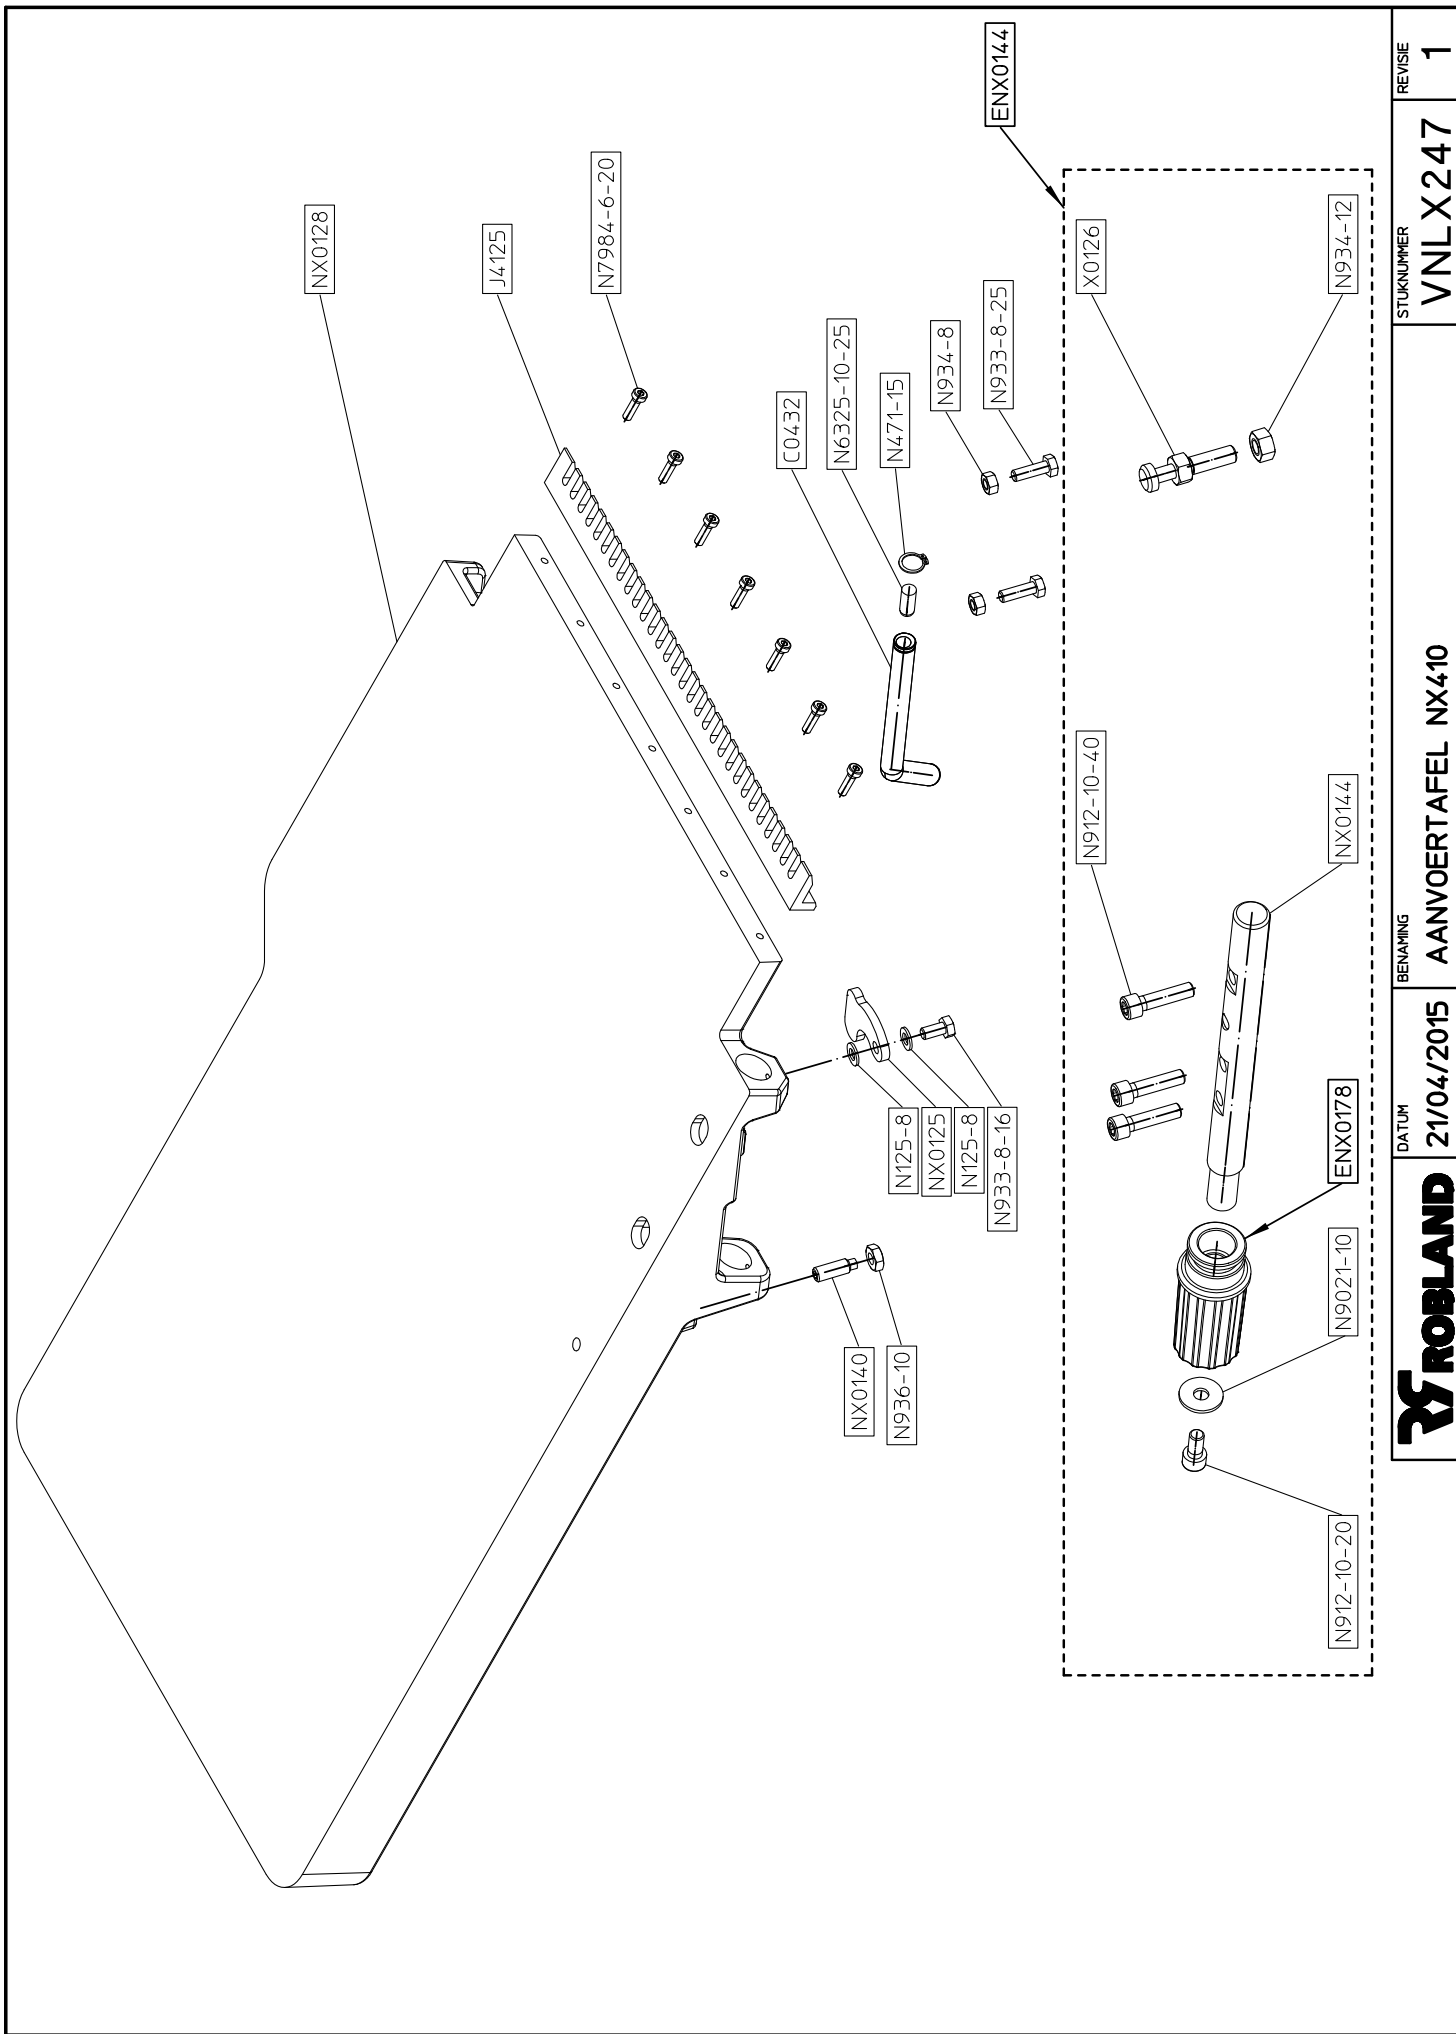 NX0128
J4125
N7984-6-20
C0432
N6325-10-25
N471-15
N934-8
N933-8-25
ENX0144
N125-8
NX0125
N125-8
N933-8-16
NX0140
N936-10
X0126
N934-12
N912-10-40
NX0144
ENX0178
N9021-10
N912-10-20
ROBLAND
DATUM
21/04/2015
BENAMING
AANVOERTAFEL NX410
STUKNUMMER
VNLX247
REVISIE
1